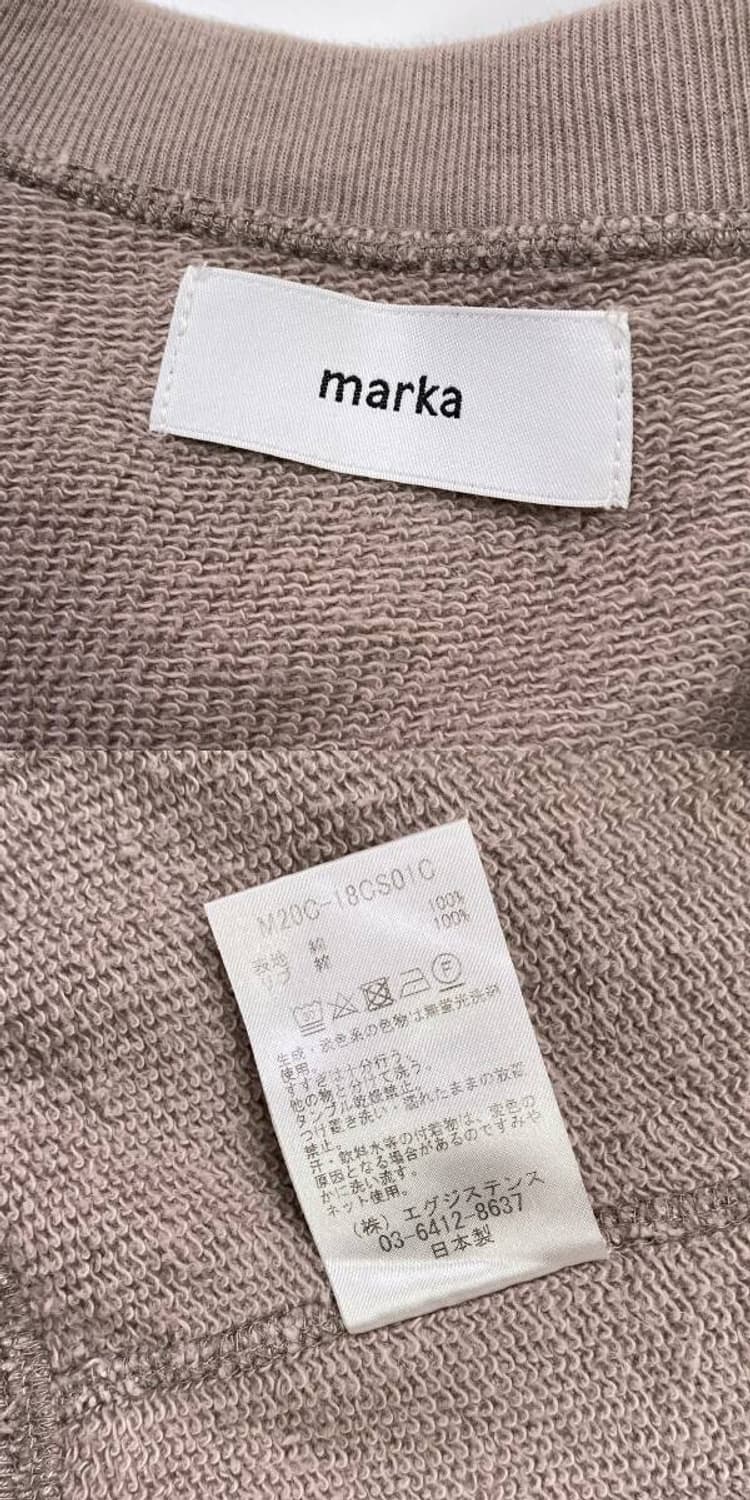 marka
M20C-18CS01C
表地 綿 100%
リブ 綿 100%
生成・淡色系の色物は無蛍光洗剤
使用。
すすぎは十分行う。
他の物と分けて洗う。
タンブル乾燥禁止。
つけ置き洗い・濡れたままの放置
禁止。
汗・飲料水等の付着物は、変色の
原因となる場合があるのですみや
かに洗い流す。
ネット使用。
(株) エグジステンス
03-6412-8637
日本製